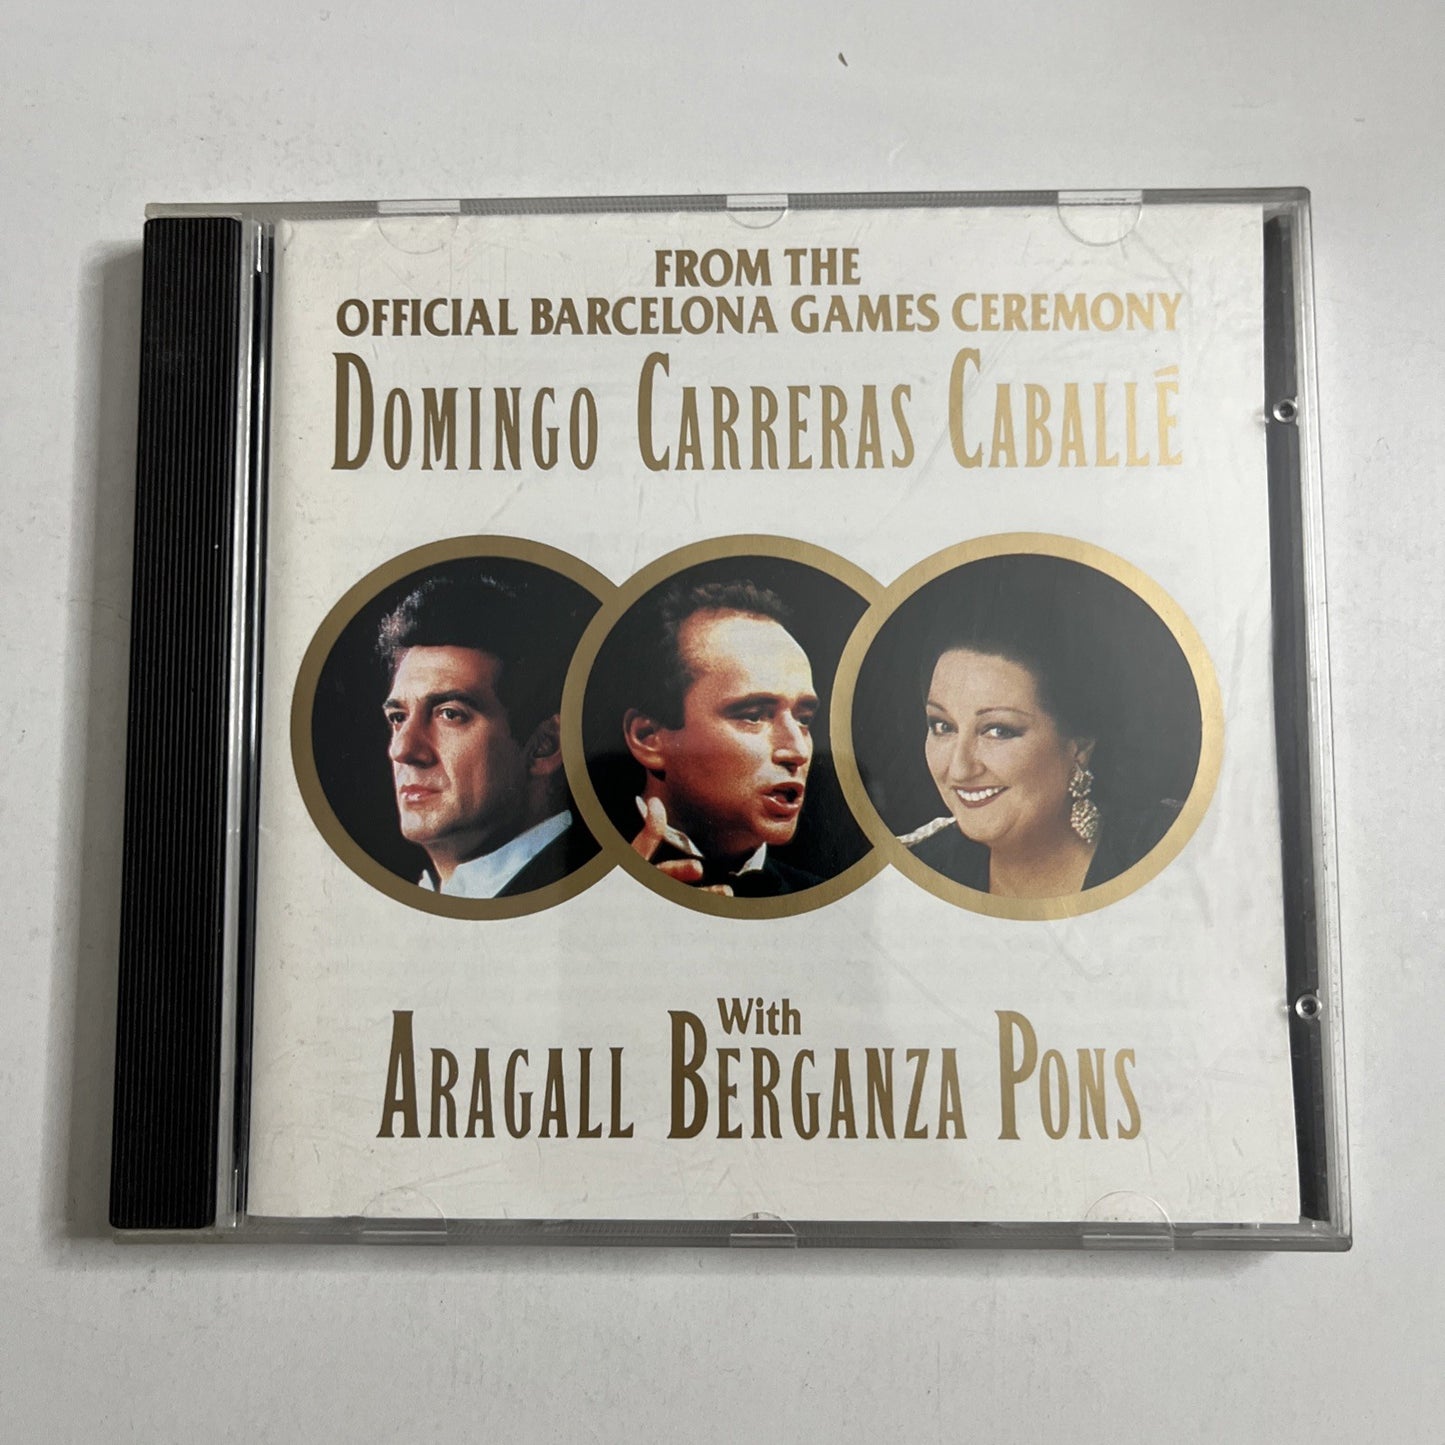 FROM THE
OFFICIAL BARCELONA GAMES CEREMONY
DOMINGO CARRERAS CABALLÉ
With
ARAGALL BERGANZA PONS